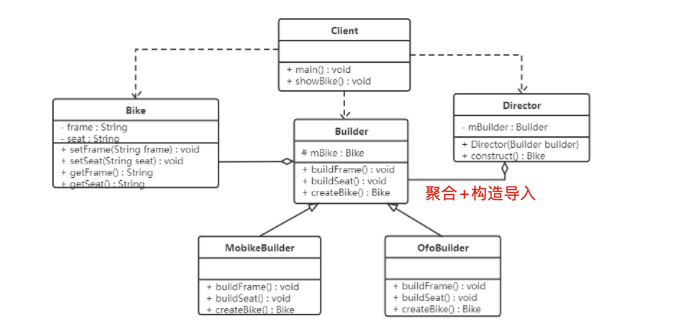 Client
+ main() : void
+ showBike() : void
Bike
- frame : String
- seat : String
+ setFrame(String frame) : void
+ setSeat(String seat) : void
+ getFrame() : String
+ getSeat() : String
Builder
# mBike : Bike
+ buildFrame() : void
+ buildSeat() : void
+ createBike() : Bike
Director
- mBuilder : Builder
+ Director(Builder builder)
+ construct() : Bike
聚合+构造导入
MobikeBuilder
+ buildFrame() : void
+ buildSeat() : void
+ createBike() : Bike
OfoBuilder
+ buildFrame() : void
+ buildSeat() : void
+ createBike() : Bike